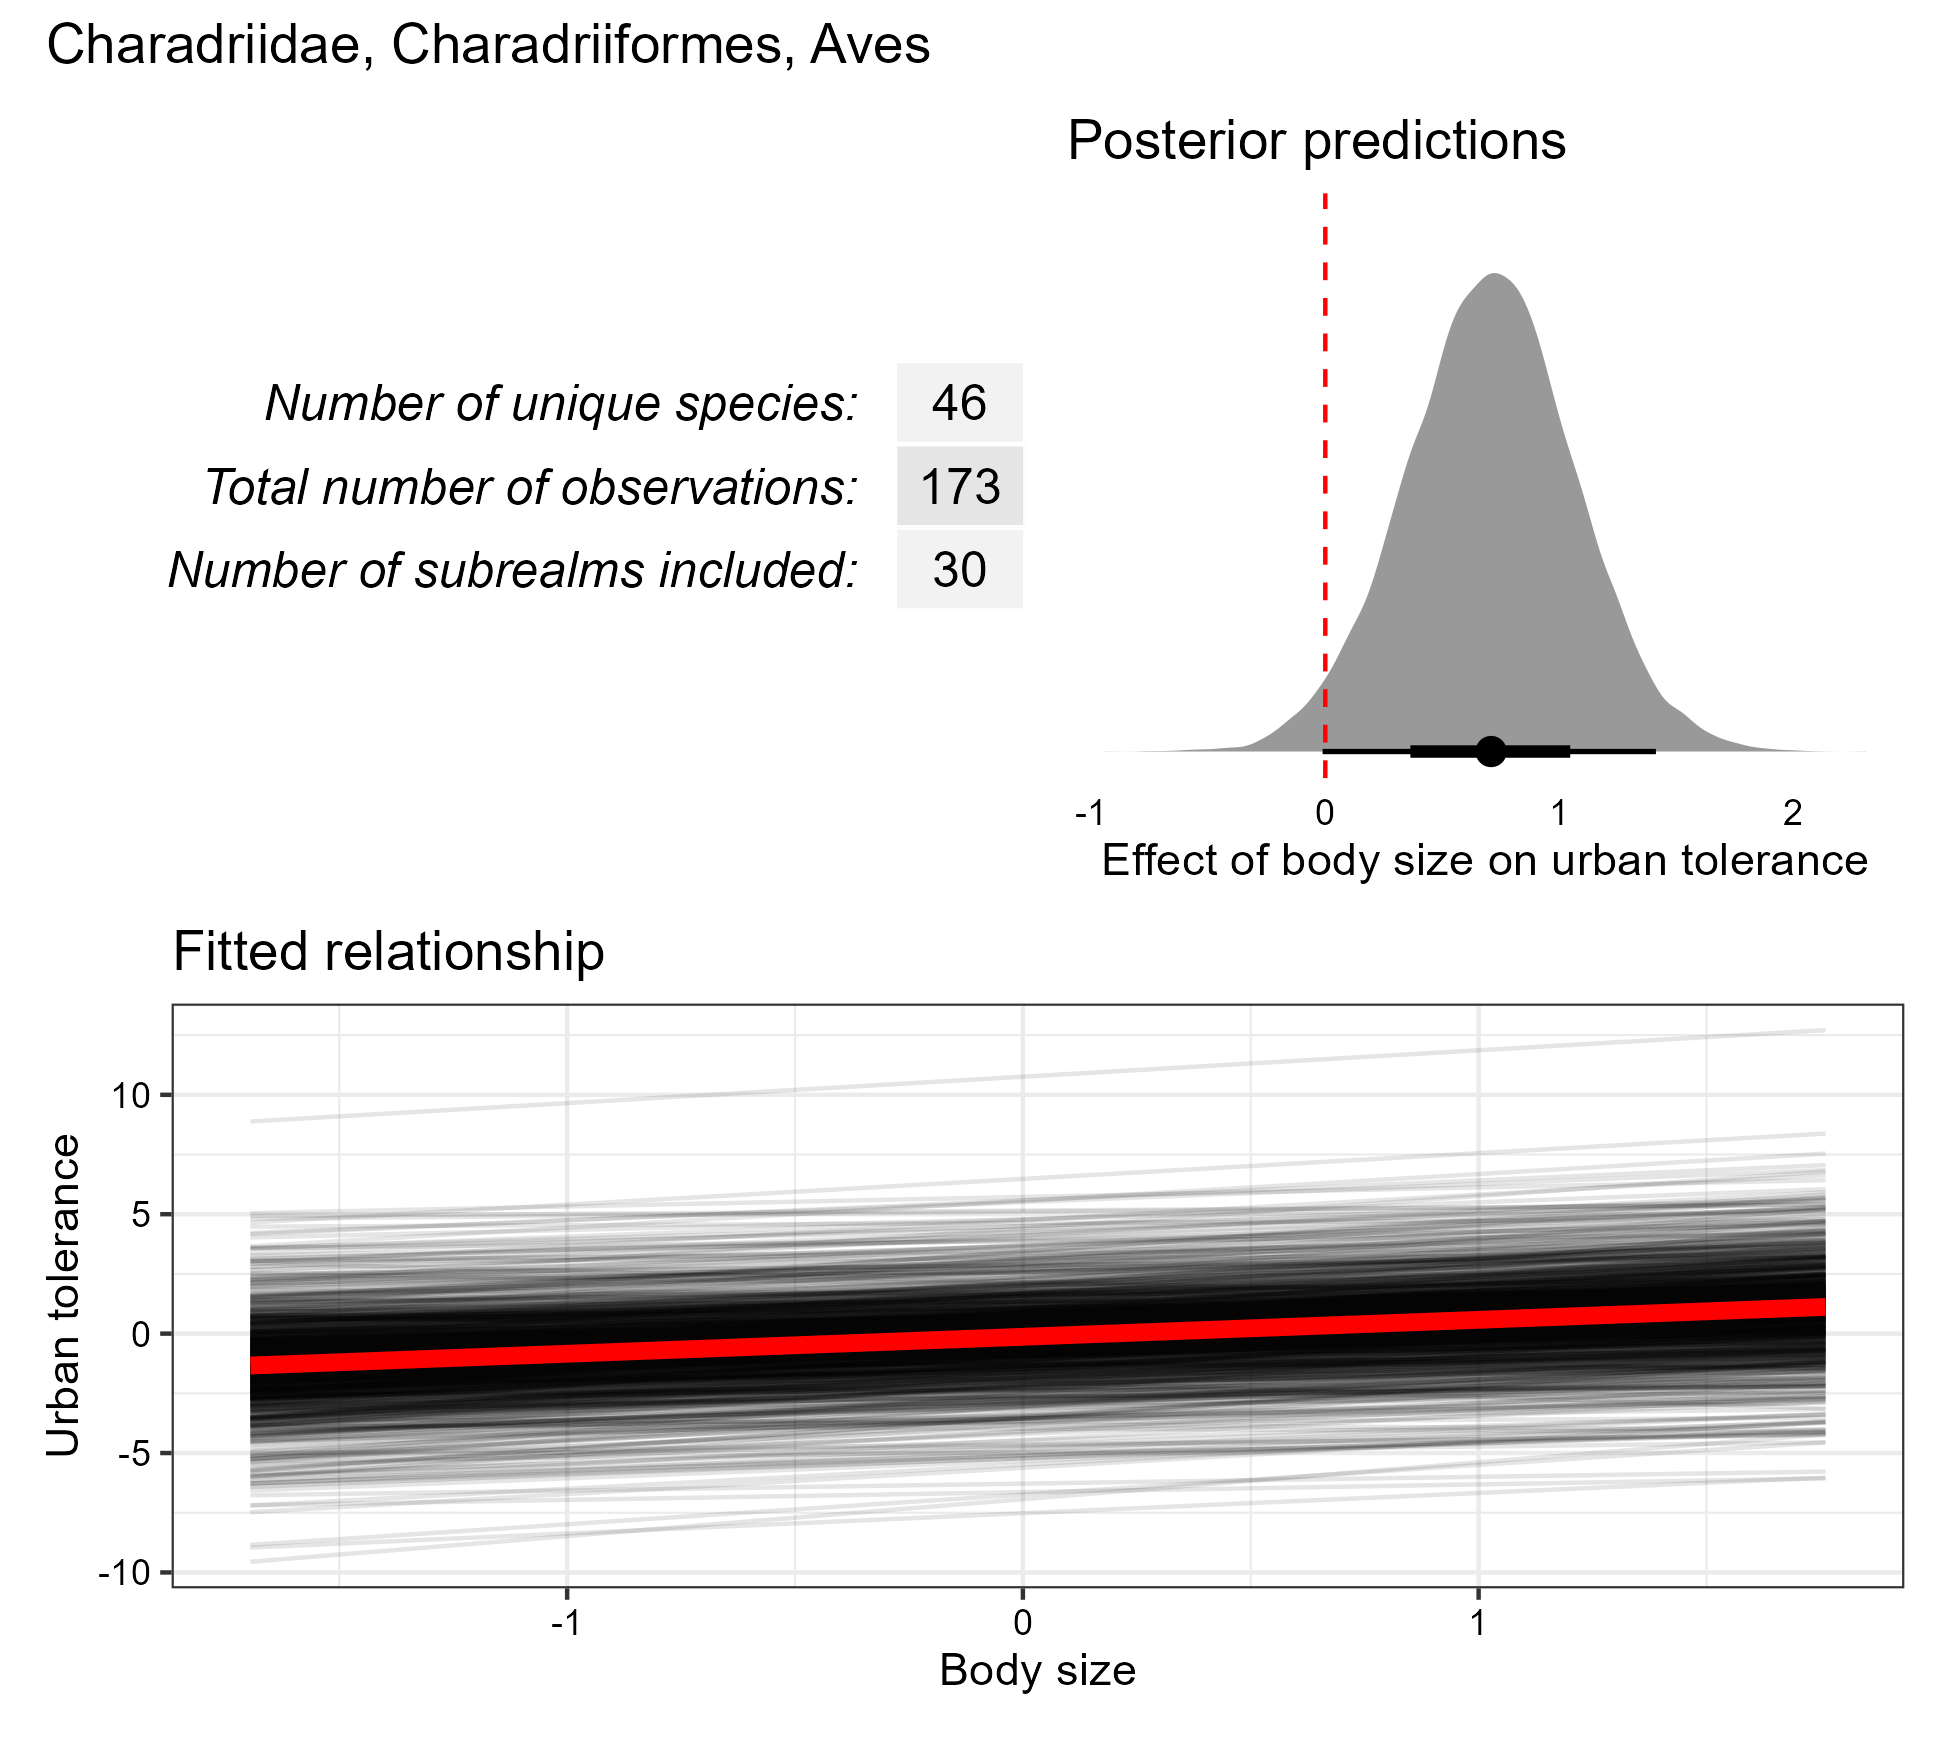 Charadriidae, Charadriiformes, Aves
Posterior predictions
Number of unique species: 46
Total number of observations: 173
Number of subrealms included: 30
-1 0 1 2
Effect of body size on urban tolerance
Fitted relationship
Urban tolerance
10
5
0
-5
-10
-1 0 1
Body size